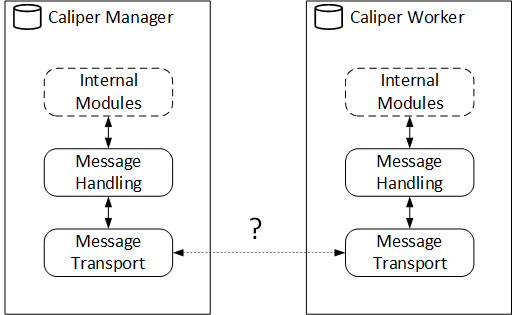 Caliper Manager
Internal
Modules
Message
Handling
Message
Transport
?
Caliper Worker
Internal
Modules
Message
Handling
Message
Transport